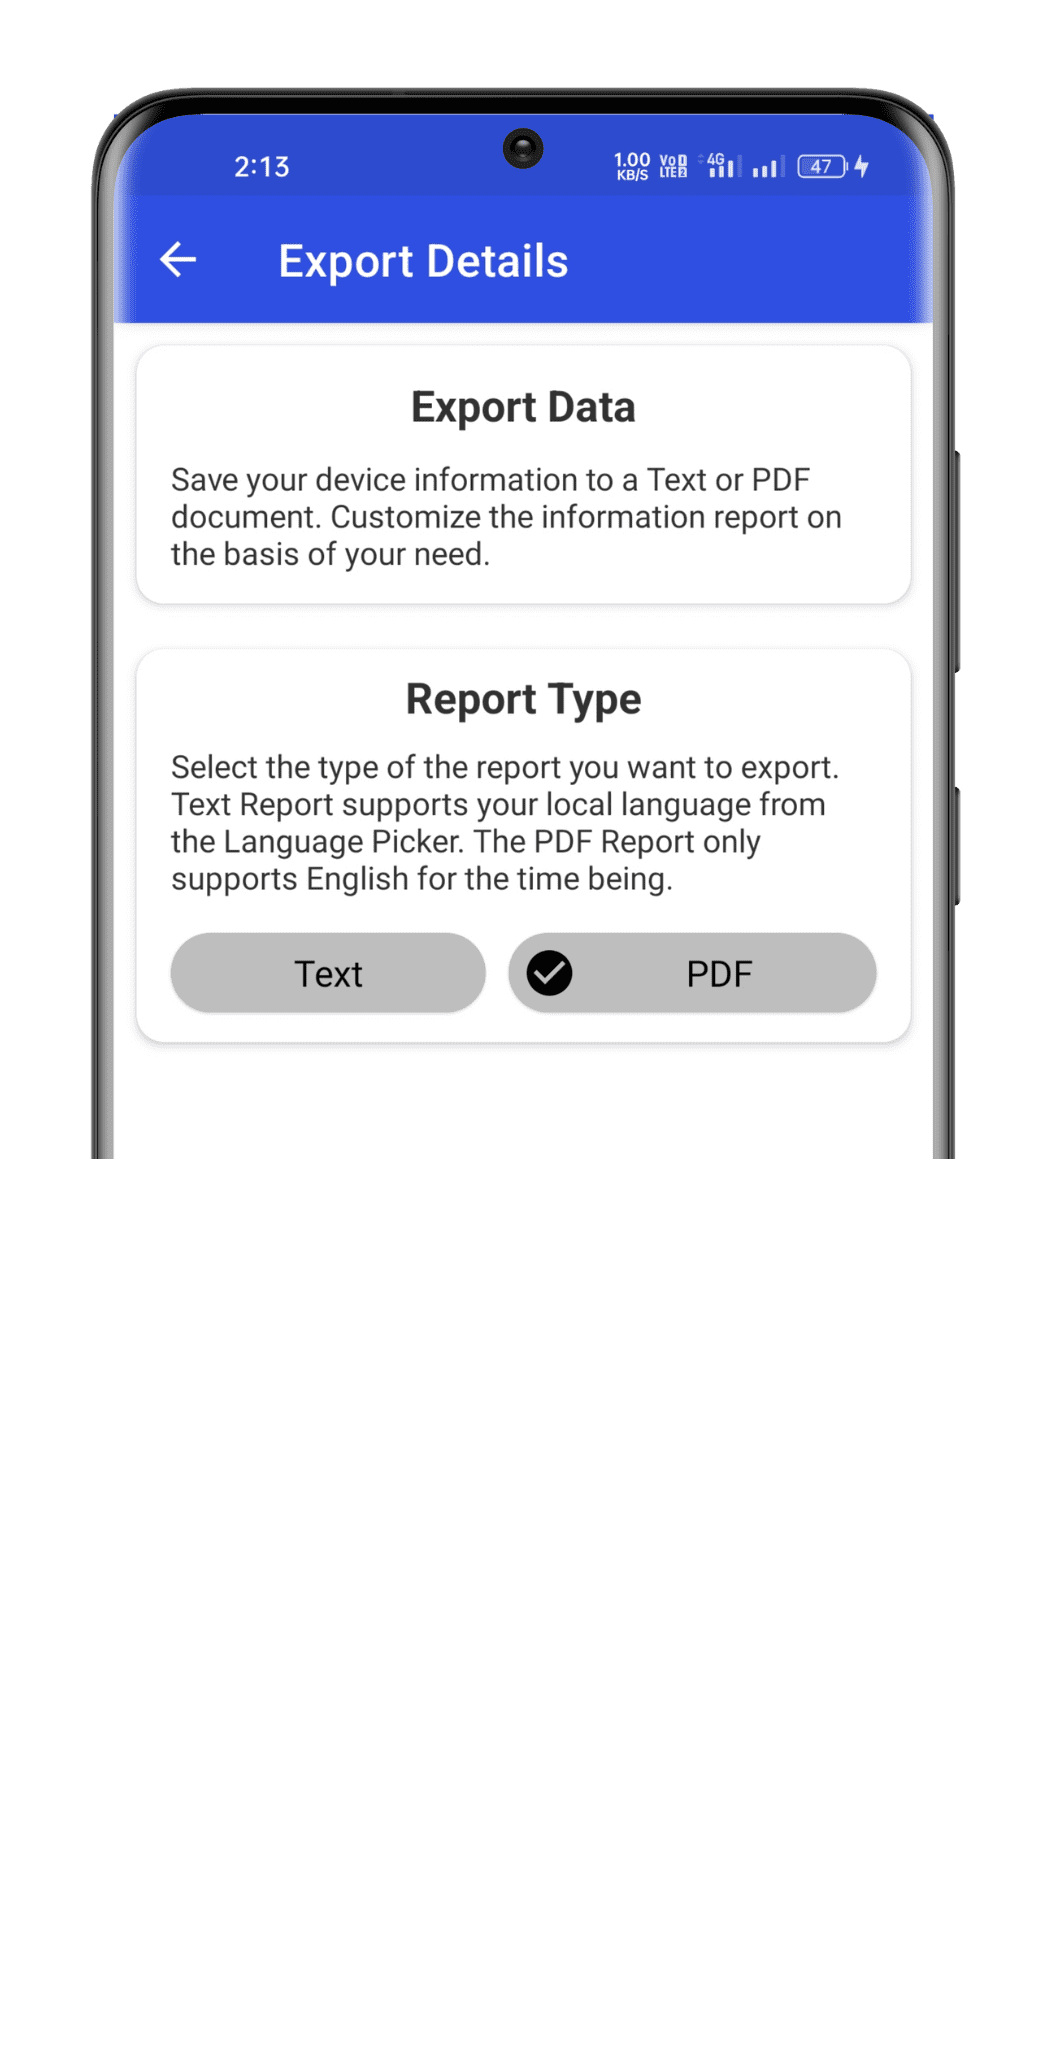 2:13
1.00
KB/S
Vo 1
LTE 2
4G
47
Export Details
Export Data
Save your device information to a Text or PDF
document. Customize the information report on
the basis of your need.
Report Type
Select the type of the report you want to export.
Text Report supports your local language from
the Language Picker. The PDF Report only
supports English for the time being.
Text
PDF